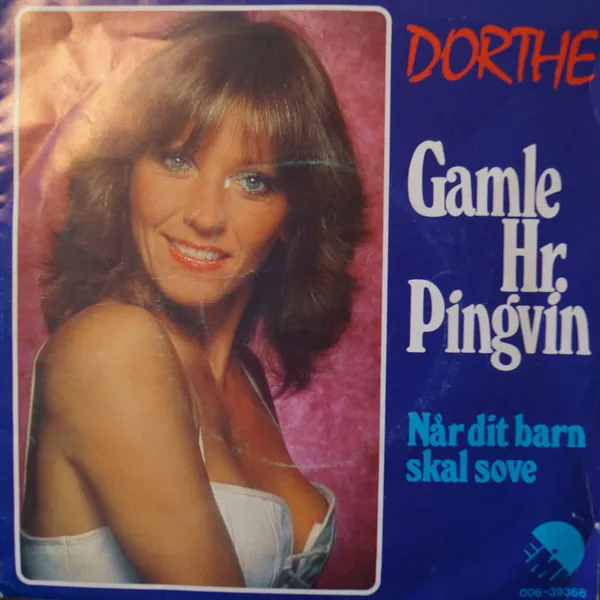 DORTHE
Gamle
Hr.
Pingvin
Når dit barn
skal sove
006-39366